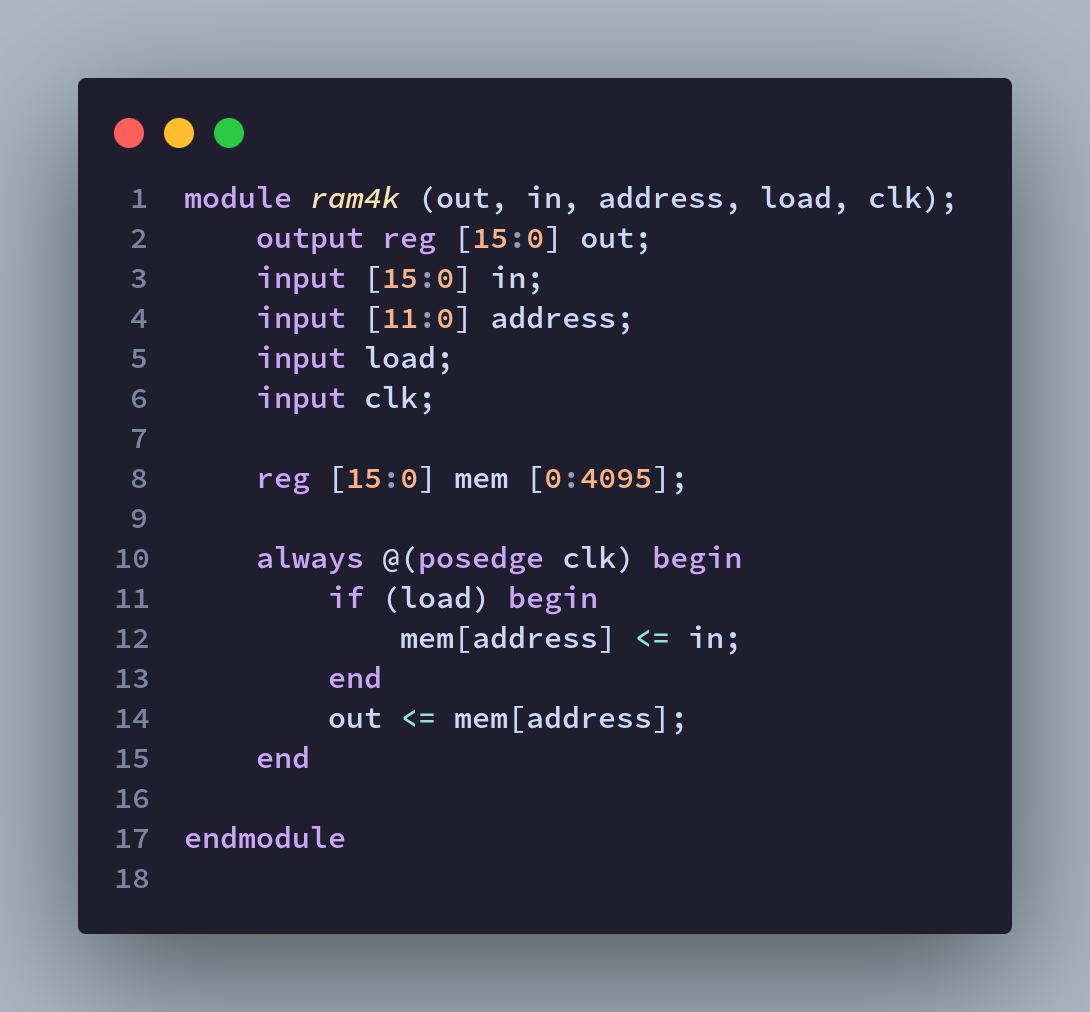 1 module ram4k (out, in, address, load, clk);
2     output reg [15:0] out;
3     input [15:0] in;
4     input [11:0] address;
5     input load;
6     input clk;
7
8     reg [15:0] mem [0:4095];
9
10     always @(posedge clk) begin
11         if (load) begin
12             mem[address] <= in;
13         end
14         out <= mem[address];
15     end
16
17 endmodule
18